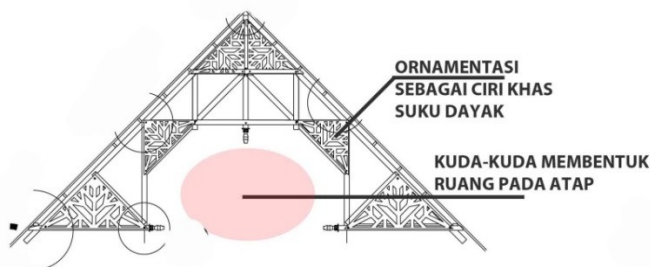 ORNAMENTASI
SEBAGAI CIRI KHAS
SUKU DAYAK
KUDA-KUDA MEMBENTUK
RUANG PADA ATAP